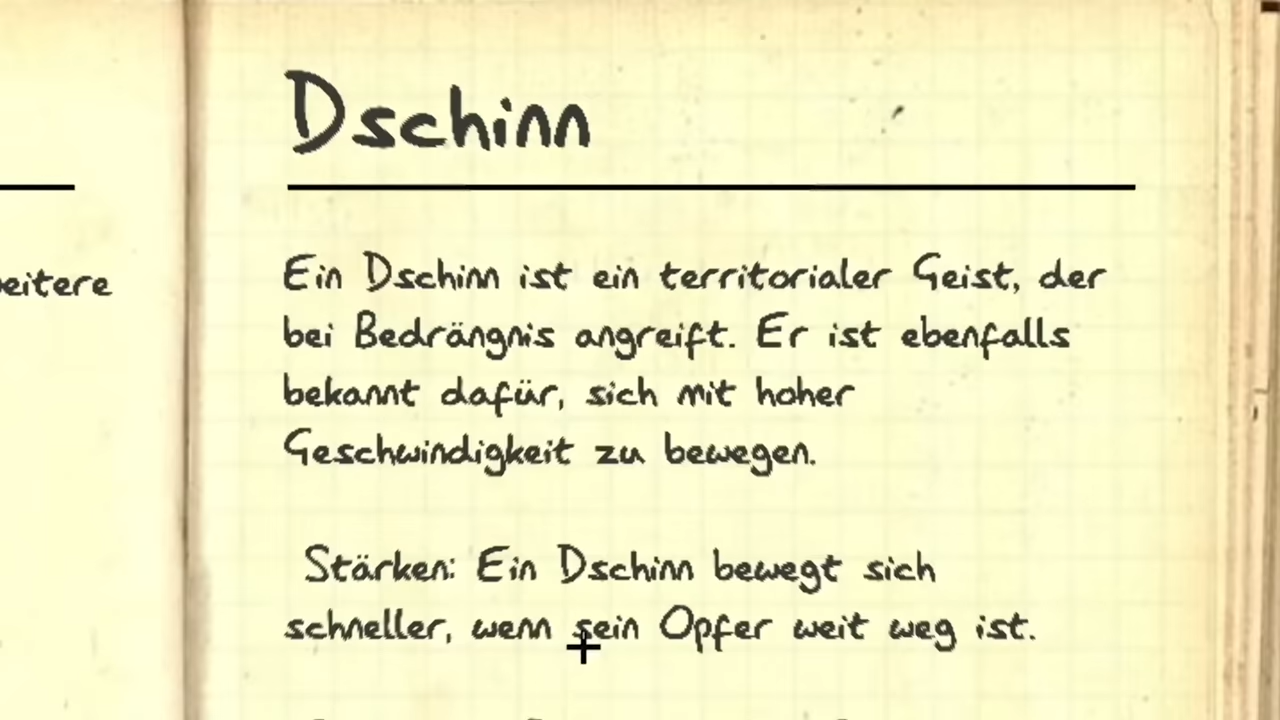 Dschinn
Ein Dschinn ist ein territorialer Geist, der
bei Bedrängnis angreift. Er ist ebenfalls
bekannt dafür, sich mit hoher
Geschwindigkeit zu bewegen.
Stärken: Ein Dschinn bewegt sich
schneller, wenn sein Opfer weit weg ist.